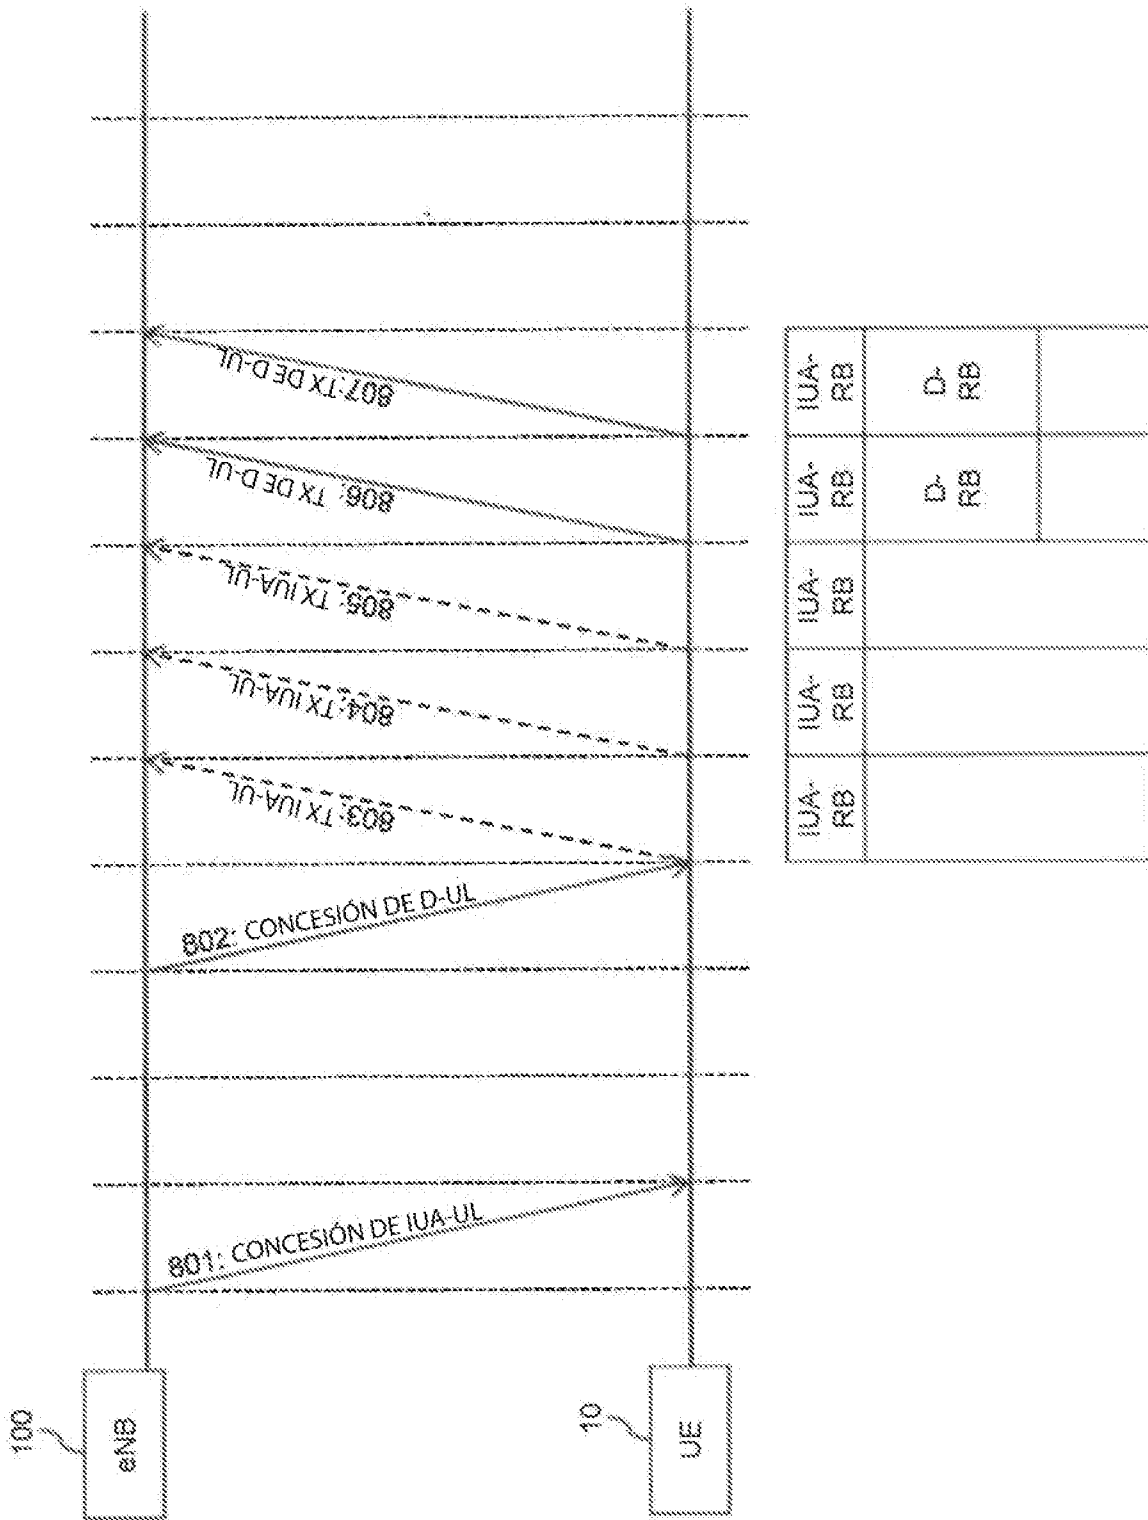 100
eNB
10
UE
801: CONCESIÓN DE IUA-UL
802: CONCESIÓN DE D-UL
803: TX IUA-UL
804: TX IUA-UL
805: TX IUA-UL
806: TX DE D-UL
807:TX DE D-UL
IUA-
RB
IUA-
RB
IUA-
RB
IUA-
RB
IUA-
RB
D-
RB
D-
RB